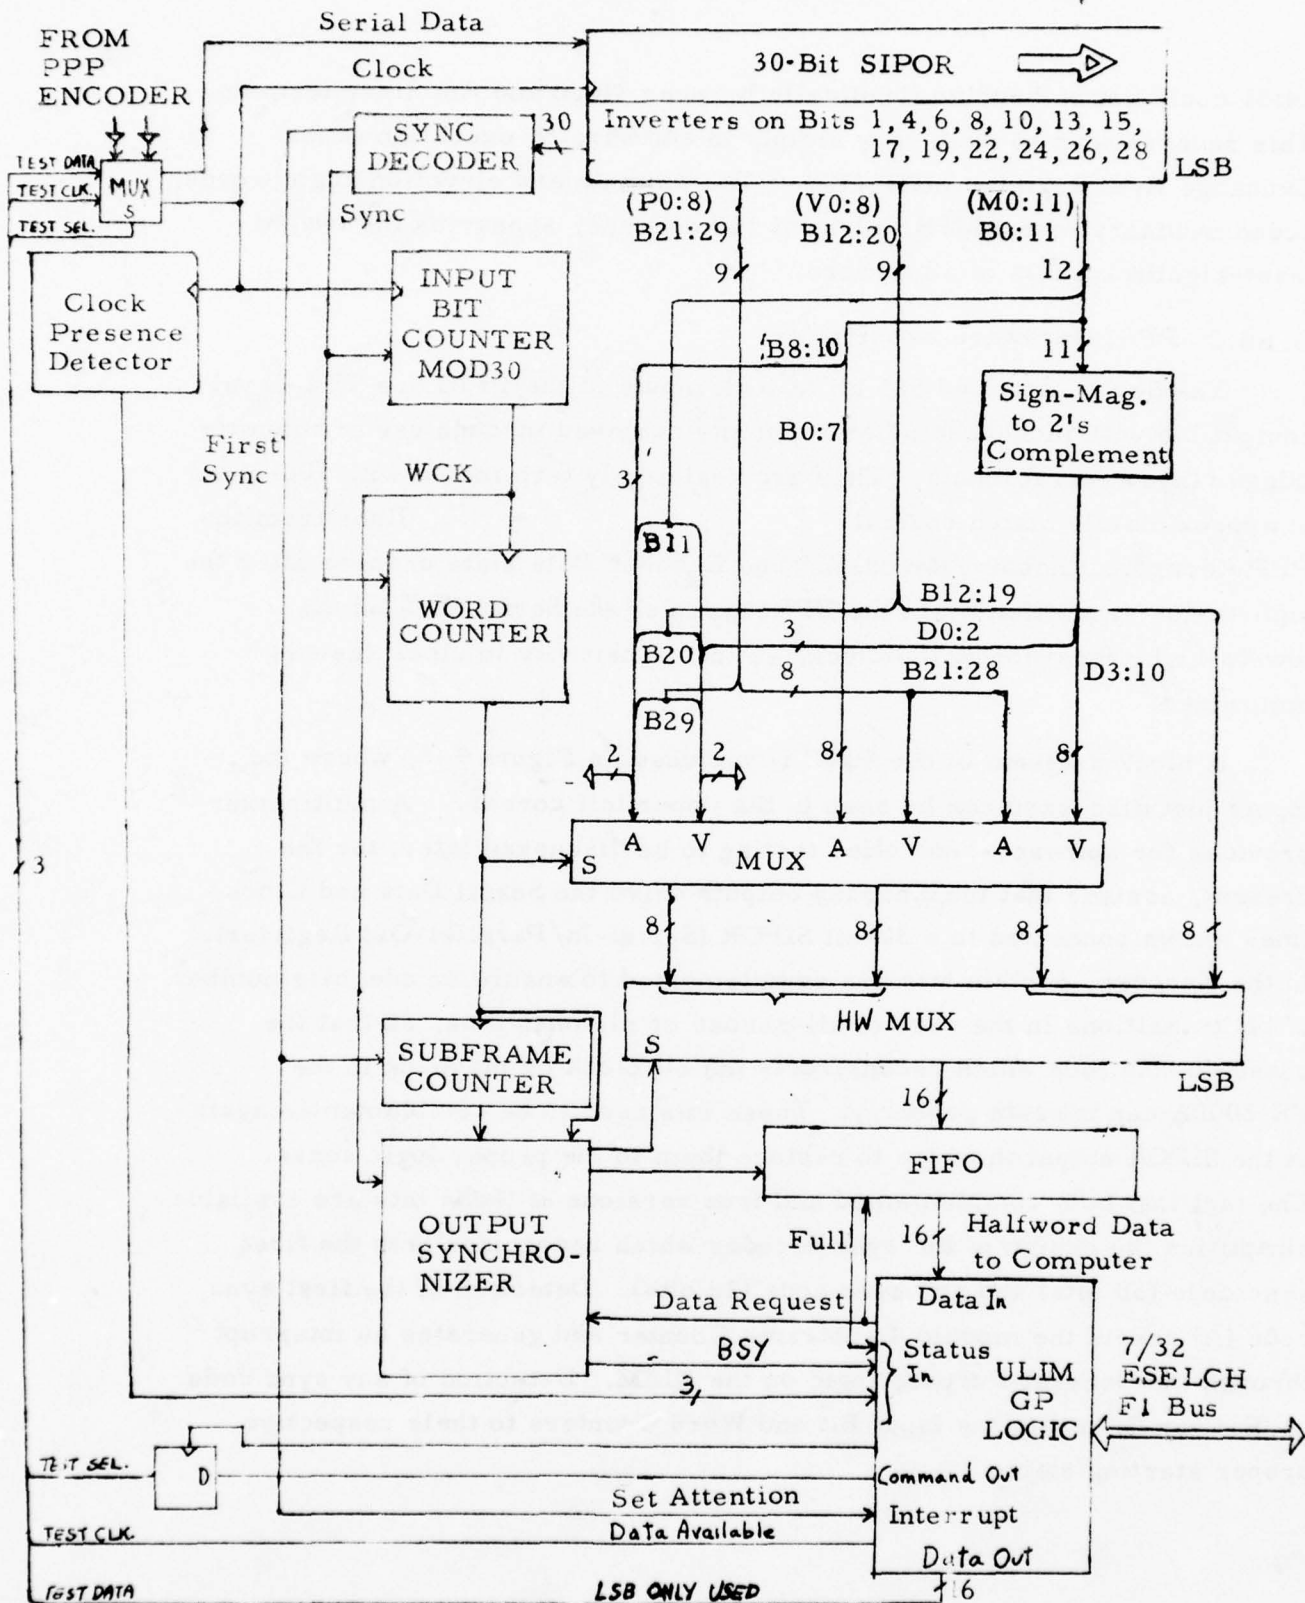 Serial Data
FROM
PPP
ENCODER
Clock
30-Bit SIPOR
SYNC
DECODER
30
Inverters on Bits 1, 4, 6, 8, 10, 13, 15,
17, 19, 22, 24, 26, 28
LSB
TEST DATA
TEST CLK.
TEST SEL.
MUX
S
Sync
(P0:8)
B21:29
(V0:8)
B12:20
(M0:11)
B0:11
9
9
12
Clock
Presence
Detector
INPUT
BIT
COUNTER
MOD30
B8:10
11
B0:7
Sign-Mag.
to 2's
Complement
First
Sync
WCK
3
B11
WORD
COUNTER
B12:19
B20
3
D0:2
8
B21:28
D3:10
B29
2
2
8
8
A
V
A
V
A
V
S
MUX
3
8
8
8
8
HW MUX
S
LSB
SUBFRAME
COUNTER
16
FIFO
OUTPUT
SYNCHRO-
NIZER
Full
16
Halfword Data
to Computer
Data Request
Data In
BSY
Status
In
ULIM
GP
LOGIC
7/32
ESELCH
F1 Bus
3
TEST SEL.
D
Command Out
Set Attention
Interrupt
TEST CLK
Data Available
Data Out
TEST DATA
LSB ONLY USED
16